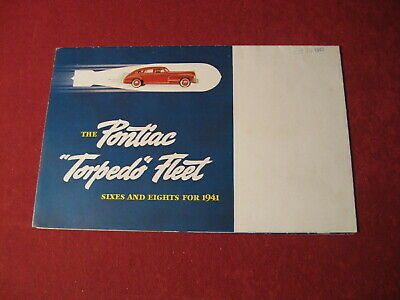 THE Pontiac
"Torpedo" Fleet
SIXES AND EIGHTS FOR 1941